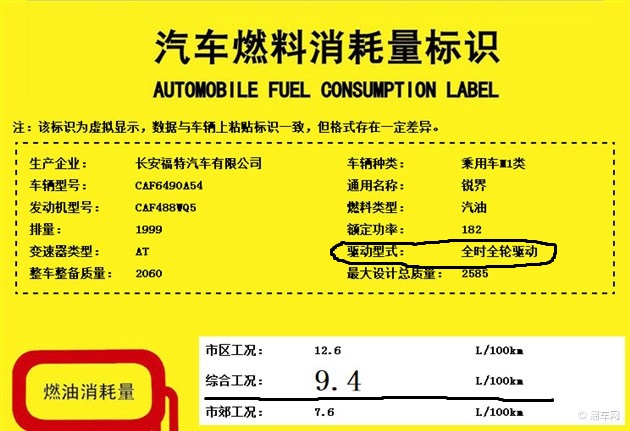 汽车燃料消耗量标识
AUTOMOBILE FUEL CONSUMPTION LABEL
注：该标识为虚拟显示，数据与车辆上粘贴标识一致，但格式存在一定差异。
生产企业： 长安福特汽车有限公司 车辆种类： 乘用车M1类
车辆型号： CAF6490A54 通用名称： 锐界
发动机型号： CAF488WQ5 燃料类型： 汽油
排量： 1999 额定功率： 182
变速器类型： AT 驱动型式： 全时全轮驱动
整车整备质量： 2060 最大设计总质量： 2585
燃油消耗量
市区工况： 12.6 L/100km
综合工况： 9.4 L/100km
市郊工况： 7.6 L/100km
易车网